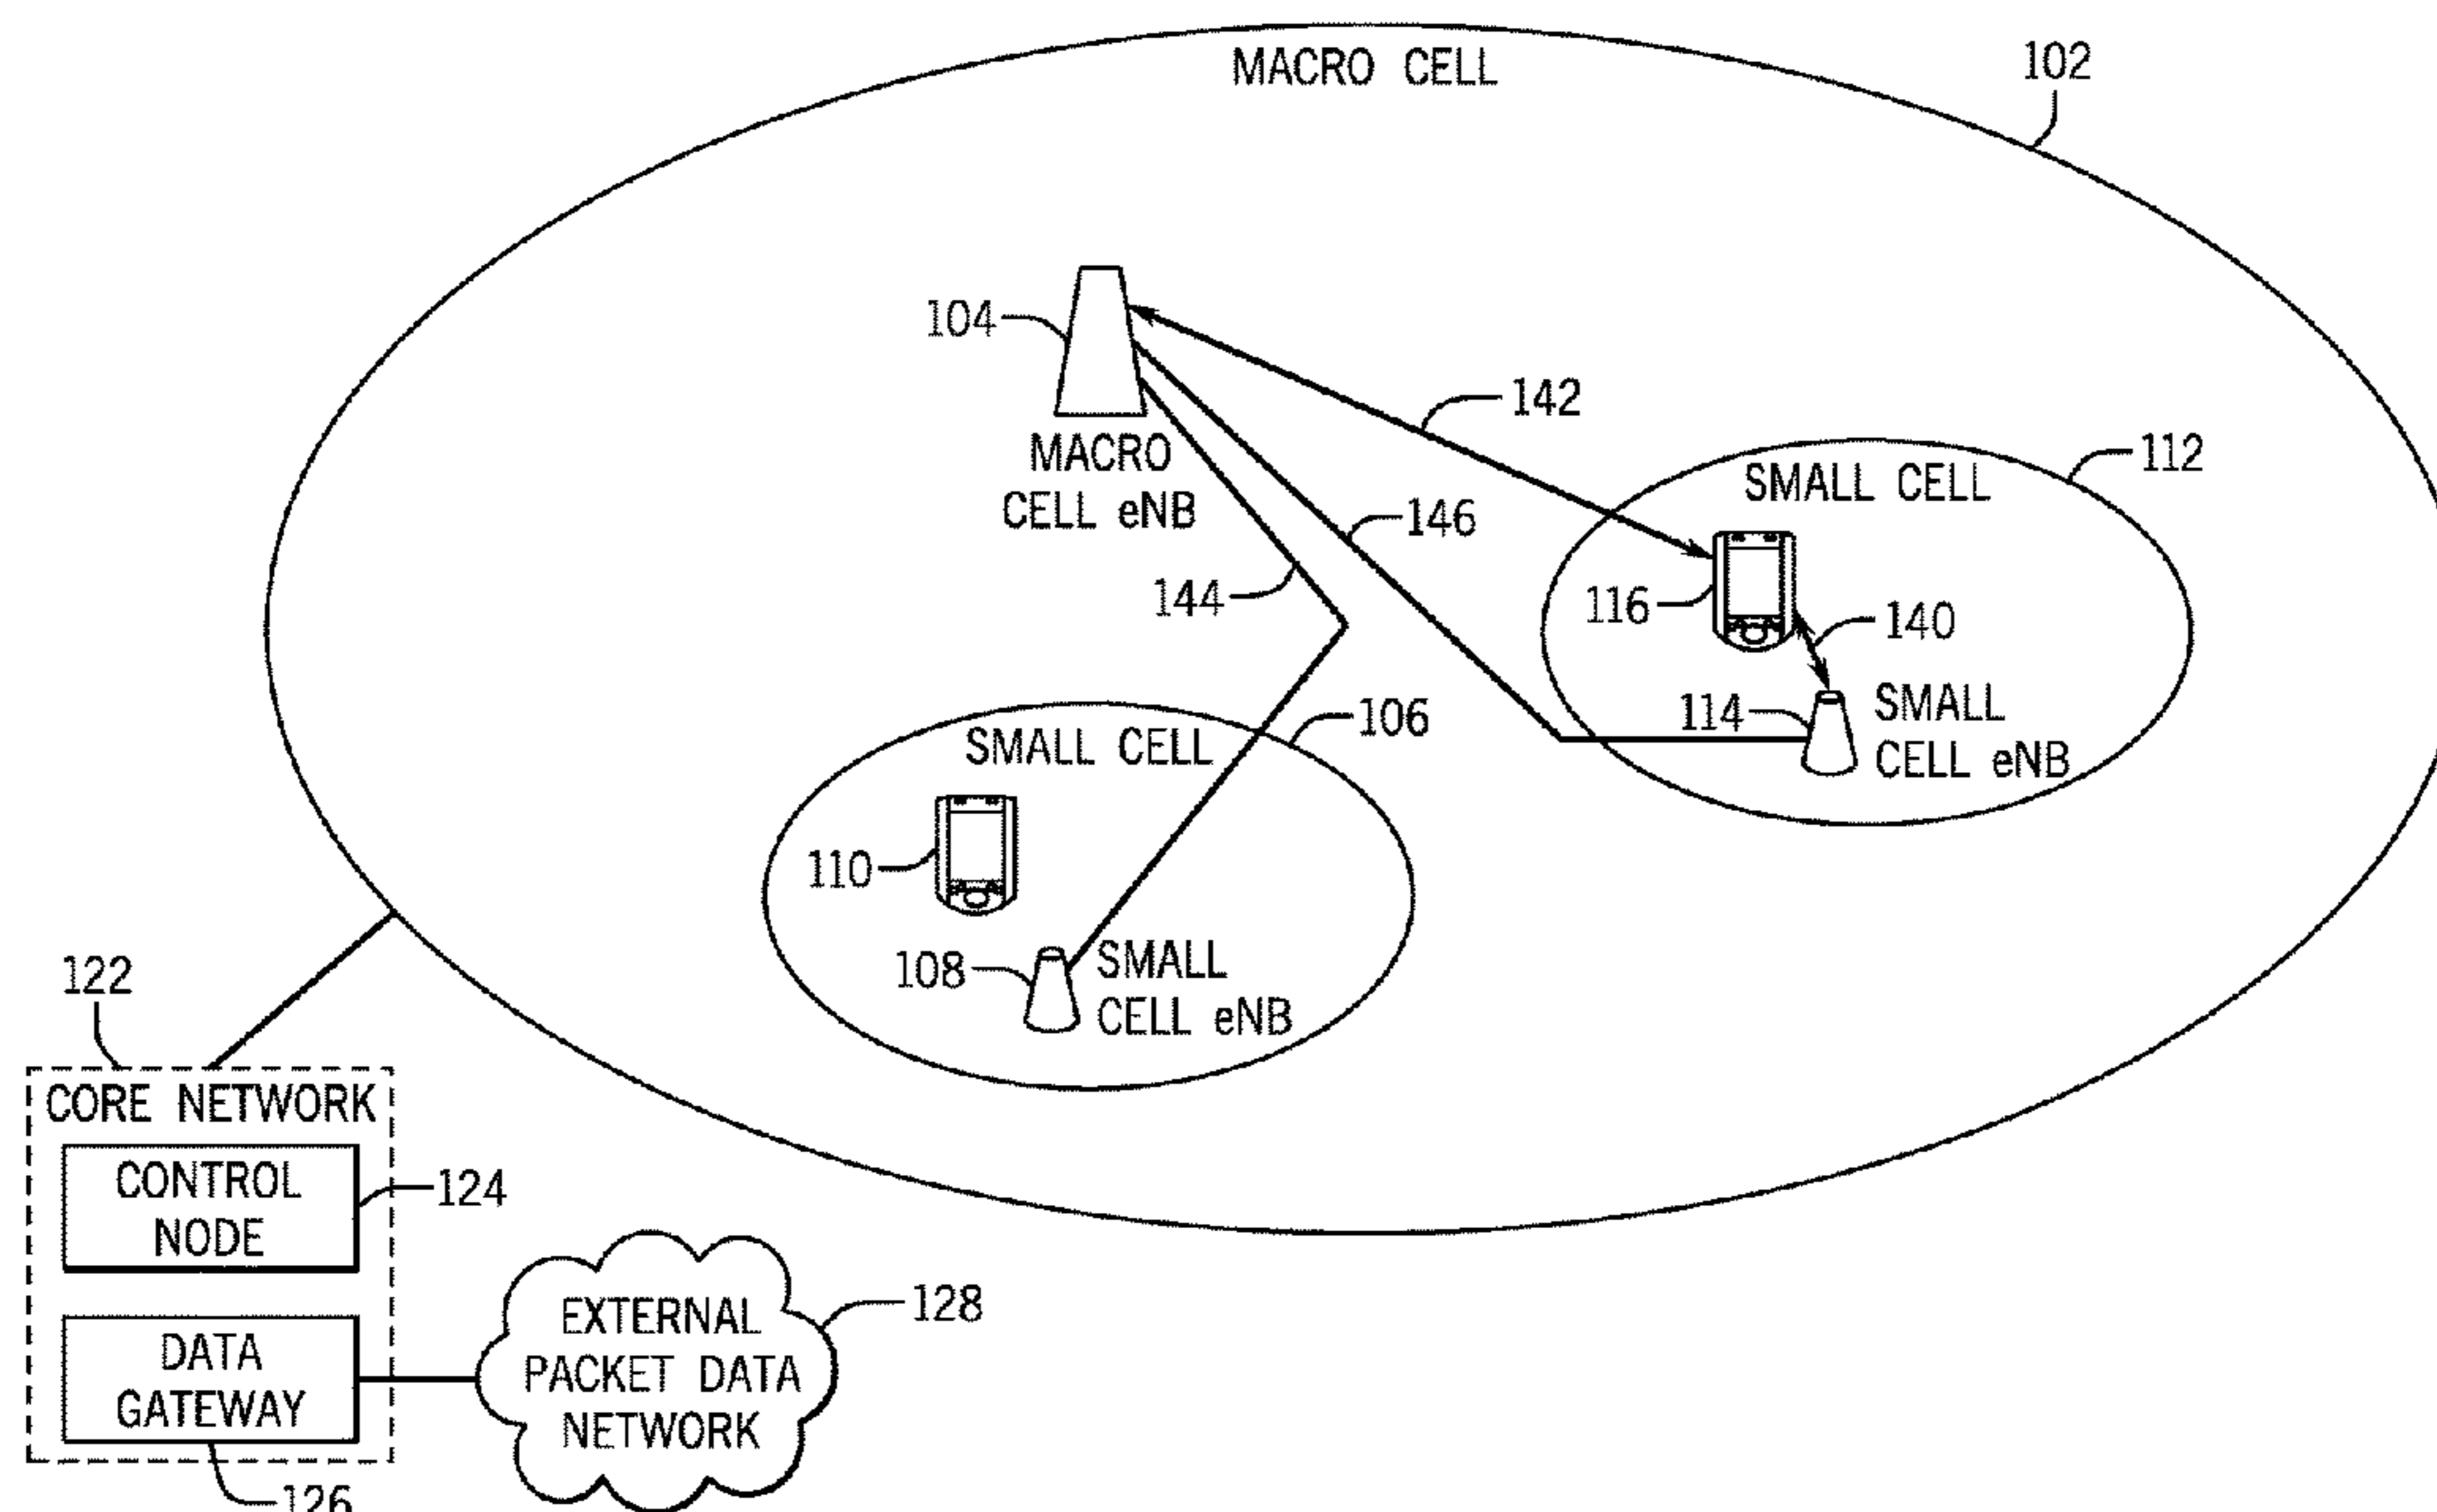 MACRO CELL
102
104
142
MACRO
CELL eNB
112
SMALL CELL
146
144
116
140
114
SMALL
CELL eNB
106
SMALL CELL
110
108
SMALL
CELL eNB
122
CORE NETWORK
CONTROL
NODE
124
128
EXTERNAL
PACKET DATA
NETWORK
DATA
GATEWAY
126